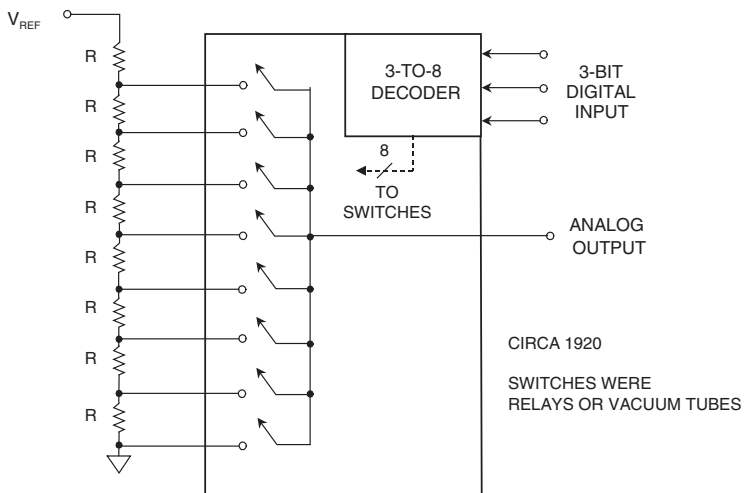 V_REF
R
R
R
R
R
R
R
R
3-TO-8
DECODER
3-BIT
DIGITAL
INPUT
8
TO
SWITCHES
ANALOG
OUTPUT
CIRCA 1920
SWITCHES WERE
RELAYS OR VACUUM TUBES